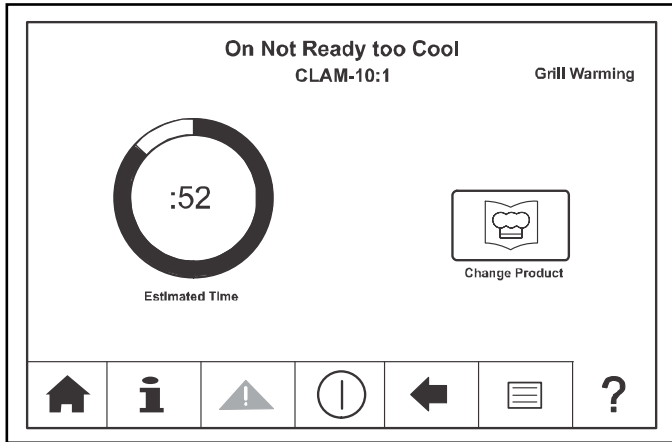 On Not Ready too Cool
CLAM-10:1
Grill Warming
:52
Estimated Time
Change Product